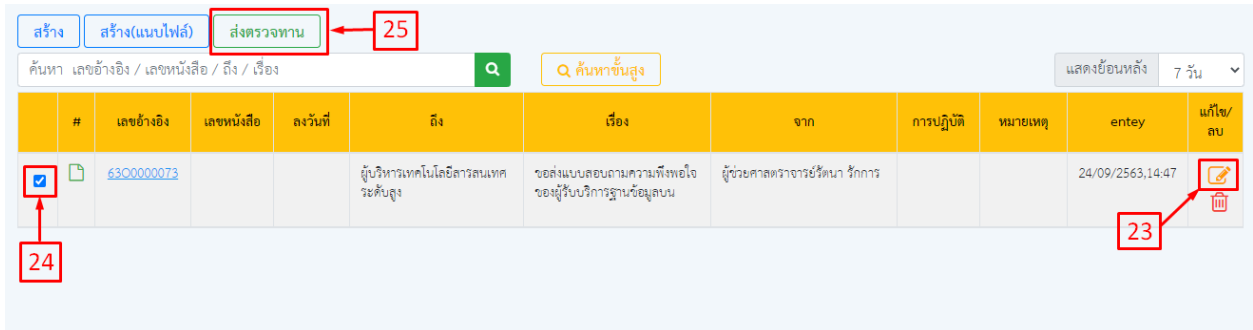 สร้าง สร้าง(แนบไฟล์) ส่งตรวจทาน 25
ค้นหา เลขอ้างอิง / เลขหนังสือ / ถึง / เรื่อง ค้นหาขั้นสูง แสดงย้อนหลัง 7 วัน
# เลขอ้างอิง เลขหนังสือ ลงวันที่ ถึง เรื่อง จาก การปฏิบัติ หมายเหตุ entey แก้ไข/
ลบ
63O0000073 ผู้บริหารเทคโนโลยีสารสนเทศ ขอส่งแบบสอบถามความพึงพอใจ ผู้ช่วยศาสตราจารย์รัตนา รักการ 24/09/2563,14:47
ระดับสูง ของผู้รับบริการฐานข้อมูลบน
23
24